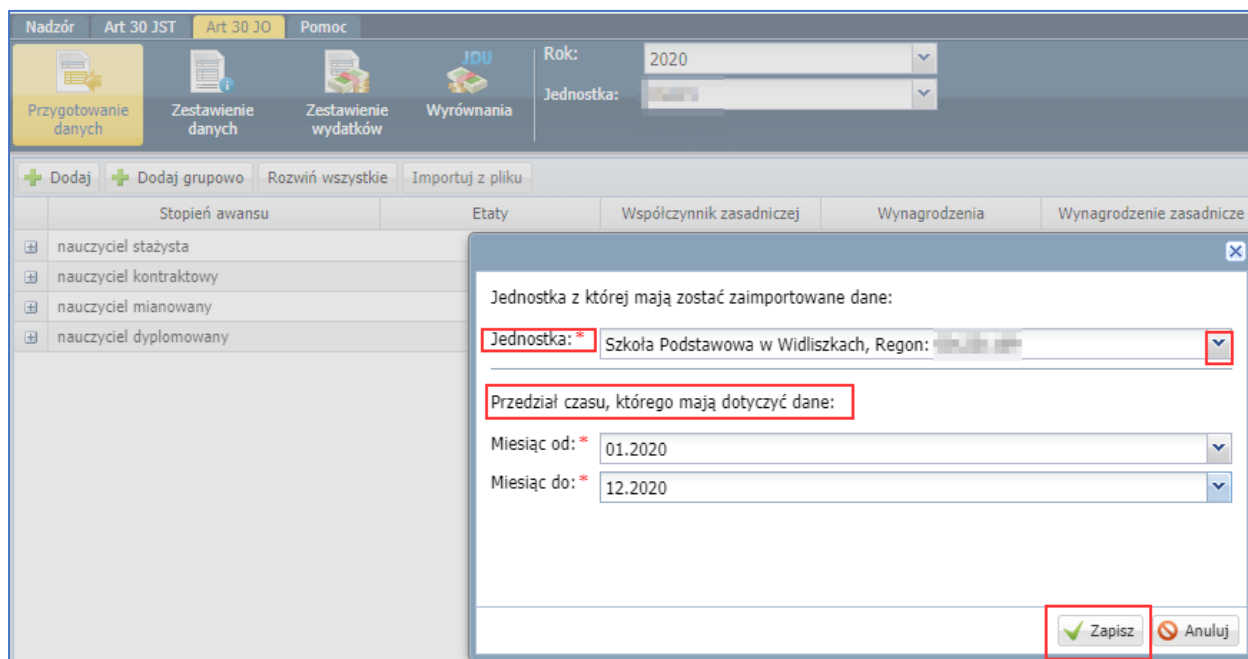 Nadzór Art 30 JST Art 30 JO Pomoc
Rok: 2020
Jednostka:
Przygotowanie danych
Zestawienie danych
Zestawienie wydatków
JDU
Wyrównania
Dodaj Dodaj grupowo Rozwiń wszystkie Importuj z pliku
Stopień awansu Etaty Współczynnik zasadniczej Wynagrodzenia Wynagrodzenie zasadnicze
nauczyciel stażysta
nauczyciel kontraktowy
nauczyciel mianowany
nauczyciel dyplomowany
Jednostka z której mają zostać zaimportowane dane:
Jednostka: * Szkoła Podstawowa w Widliszkach, Regon:
Przedział czasu, którego mają dotyczyć dane:
Miesiąc od: * 01.2020
Miesiąc do: * 12.2020
Zapisz Anuluj